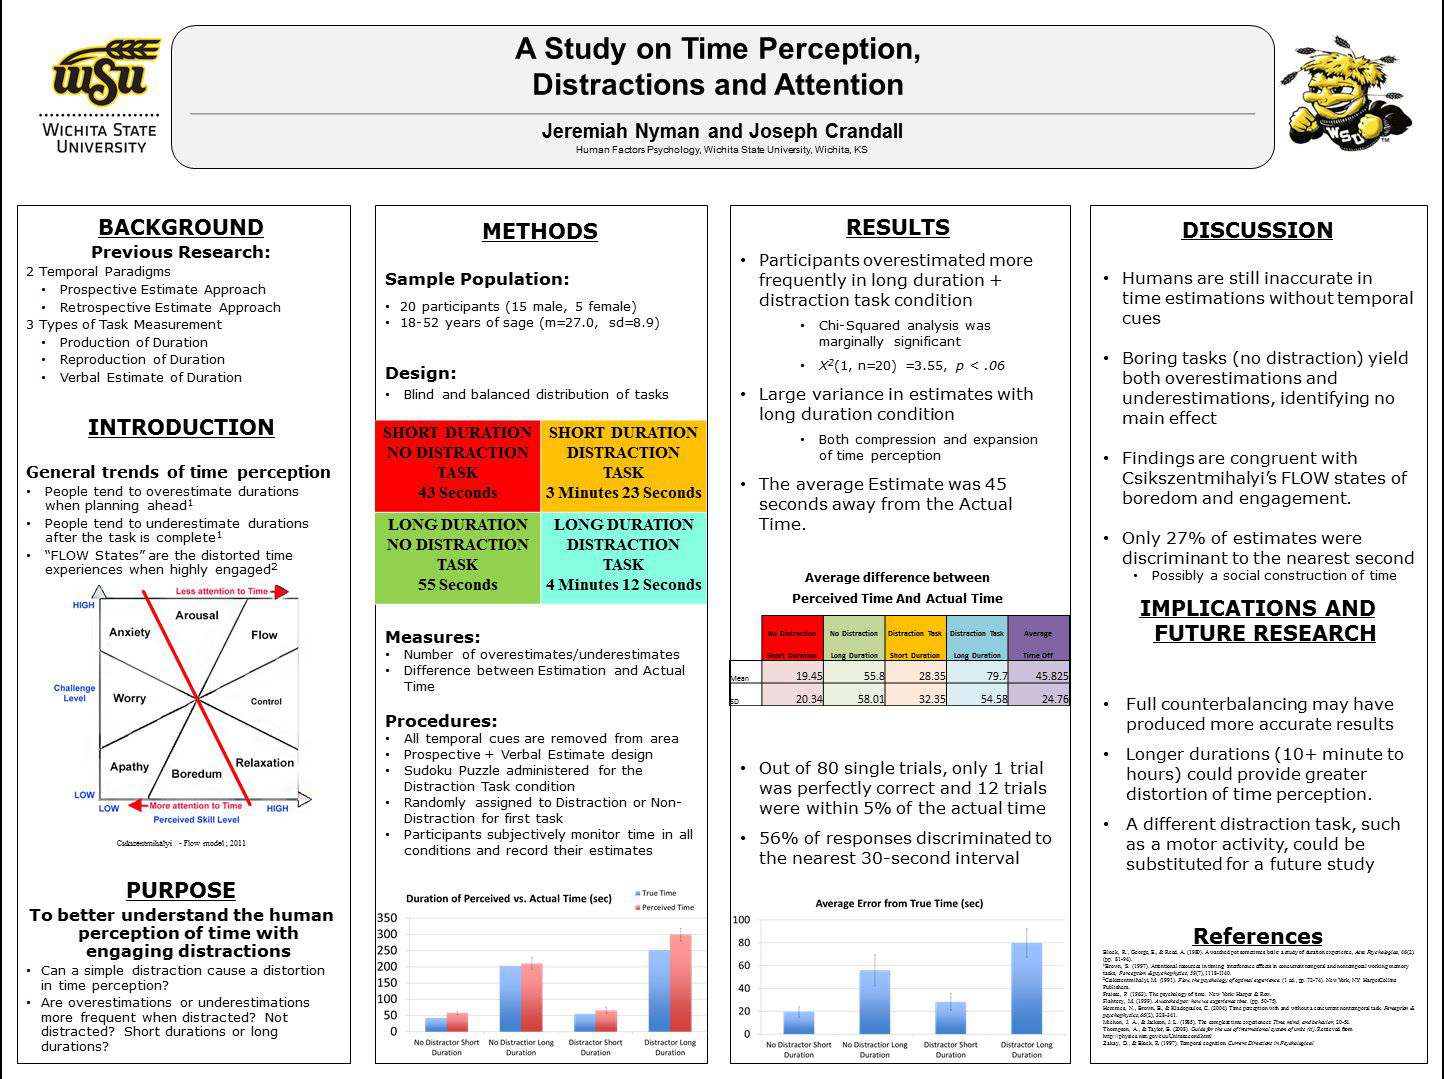 WSU
WICHITA STATE
UNIVERSITY
A Study on Time Perception,
Distractions and Attention
Jeremiah Nyman and Joseph Crandall
Human Factors Psychology, Wichita State University, Wichita, KS
WSU
TM
BACKGROUND
Previous Research:
2 Temporal Paradigms
• Prospective Estimate Approach
• Retrospective Estimate Approach
3 Types of Task Measurement
• Production of Duration
• Reproduction of Duration
• Verbal Estimate of Duration
INTRODUCTION
General trends of time perception
• People tend to overestimate durations
when planning ahead1
• People tend to underestimate durations
after the task is complete1
• “FLOW States” are the distorted time
experiences when highly engaged2
Less attention to Time
HIGH
Arousal
Anxiety
Flow
Challenge
Level
Worry
Control
Apathy
Boredum
Relaxation
LOW
LOW
More attention to Time
HIGH
Perceived Skill Level
Csikszentmihályi - Flow model ; 2011
PURPOSE
To better understand the human
perception of time with
engaging distractions
• Can a simple distraction cause a distortion
in time perception?
• Are overestimations or underestimations
more frequent when distracted? Not
distracted? Short durations or long
durations?
METHODS
Sample Population:
• 20 participants (15 male, 5 female)
• 18-52 years of sage (m=27.0, sd=8.9)
Design:
• Blind and balanced distribution of tasks
SHORT DURATION
NO DISTRACTION
TASK
43 Seconds
SHORT DURATION
DISTRACTION
TASK
3 Minutes 23 Seconds
LONG DURATION
NO DISTRACTION
TASK
55 Seconds
LONG DURATION
DISTRACTION
TASK
4 Minutes 12 Seconds
Measures:
• Number of overestimates/underestimates
• Difference between Estimation and Actual
Time
Procedures:
• All temporal cues are removed from area
• Prospective + Verbal Estimate design
• Sudoku Puzzle administered for the
Distraction Task condition
• Randomly assigned to Distraction or Non-
Distraction for first task
• Participants subjectively monitor time in all
conditions and record their estimates
Duration of Perceived vs. Actual Time (sec)
True Time
Perceived Time
350
300
250
200
150
100
50
0
No Distractor Short
Duration
No Distractior Long
Duration
Distractor Short
Duration
Distractor Long
Duration
RESULTS
• Participants overestimated more
frequently in long duration +
distraction task condition
• Chi-Squared analysis was
marginally significant
• X2(1, n=20) =3.55, p < .06
• Large variance in estimates with
long duration condition
• Both compression and expansion
of time perception
• The average Estimate was 45
seconds away from the Actual
Time.
Average difference between
Perceived Time And Actual Time
No Distraction Short Duration
No Distraction Long Duration
Distraction Task Short Duration
Distraction Task Long Duration
Average Time Off
Mean 19.45 55.8 28.35 79.7 45.825
SD 20.34 58.01 32.35 54.58 24.76
• Out of 80 single trials, only 1 trial
was perfectly correct and 12 trials
were within 5% of the actual time
• 56% of responses discriminated to
the nearest 30-second interval
Average Error from True Time (sec)
100
80
60
40
20
0
No Distractor Short
Duration
No Distractior Long
Duration
Distractor Short
Duration
Distractor Long
Duration
DISCUSSION
• Humans are still inaccurate in
time estimations without temporal
cues
• Boring tasks (no distraction) yield
both overestimations and
underestimations, identifying no
main effect
• Findings are congruent with
Csikszentmihalyi’s FLOW states of
boredom and engagement.
• Only 27% of estimates were
discriminant to the nearest second
• Possibly a social construction of time
IMPLICATIONS AND
FUTURE RESEARCH
• Full counterbalancing may have
produced more accurate results
• Longer durations (10+ minute to
hours) could provide greater
distortion of time perception.
• A different distraction task, such
as a motor activity, could be
substituted for a future study
References